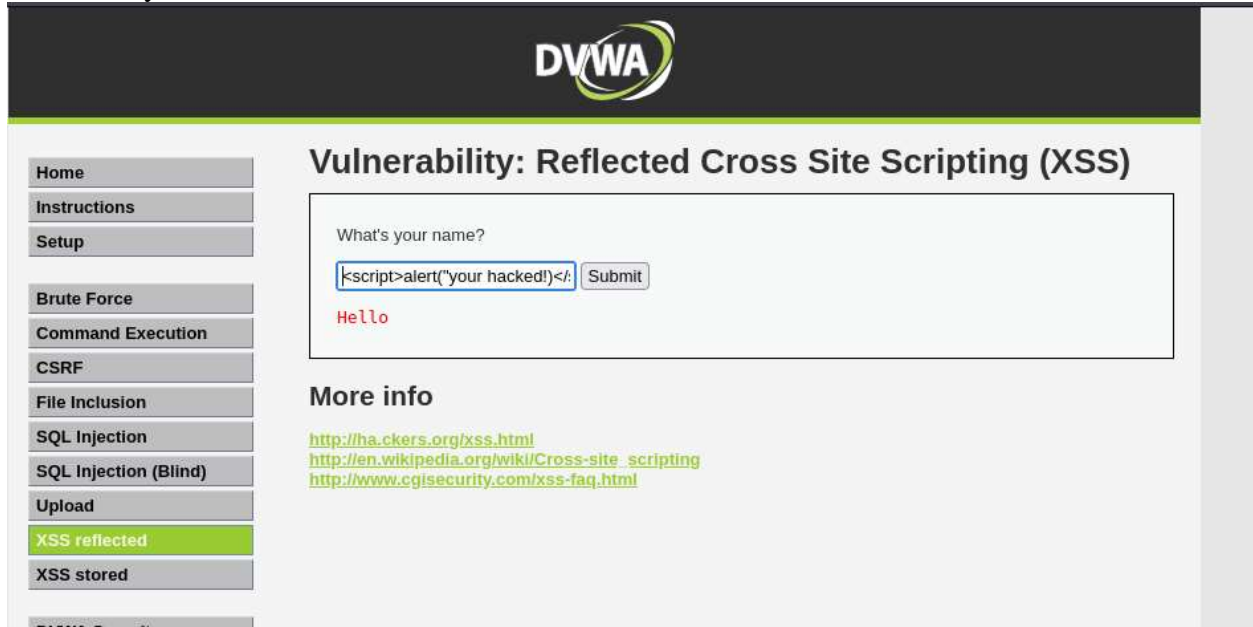 DVWA
Home
Instructions
Setup
Brute Force
Command Execution
CSRF
File Inclusion
SQL Injection
SQL Injection (Blind)
Upload
XSS reflected
XSS stored
Vulnerability: Reflected Cross Site Scripting (XSS)
What's your name?
<script>alert("your hacked!)</ Submit
Hello
More info
http://ha.ckers.org/xss.html
http://en.wikipedia.org/wiki/Cross-site_scripting
http://www.cgisecurity.com/xss-faq.html